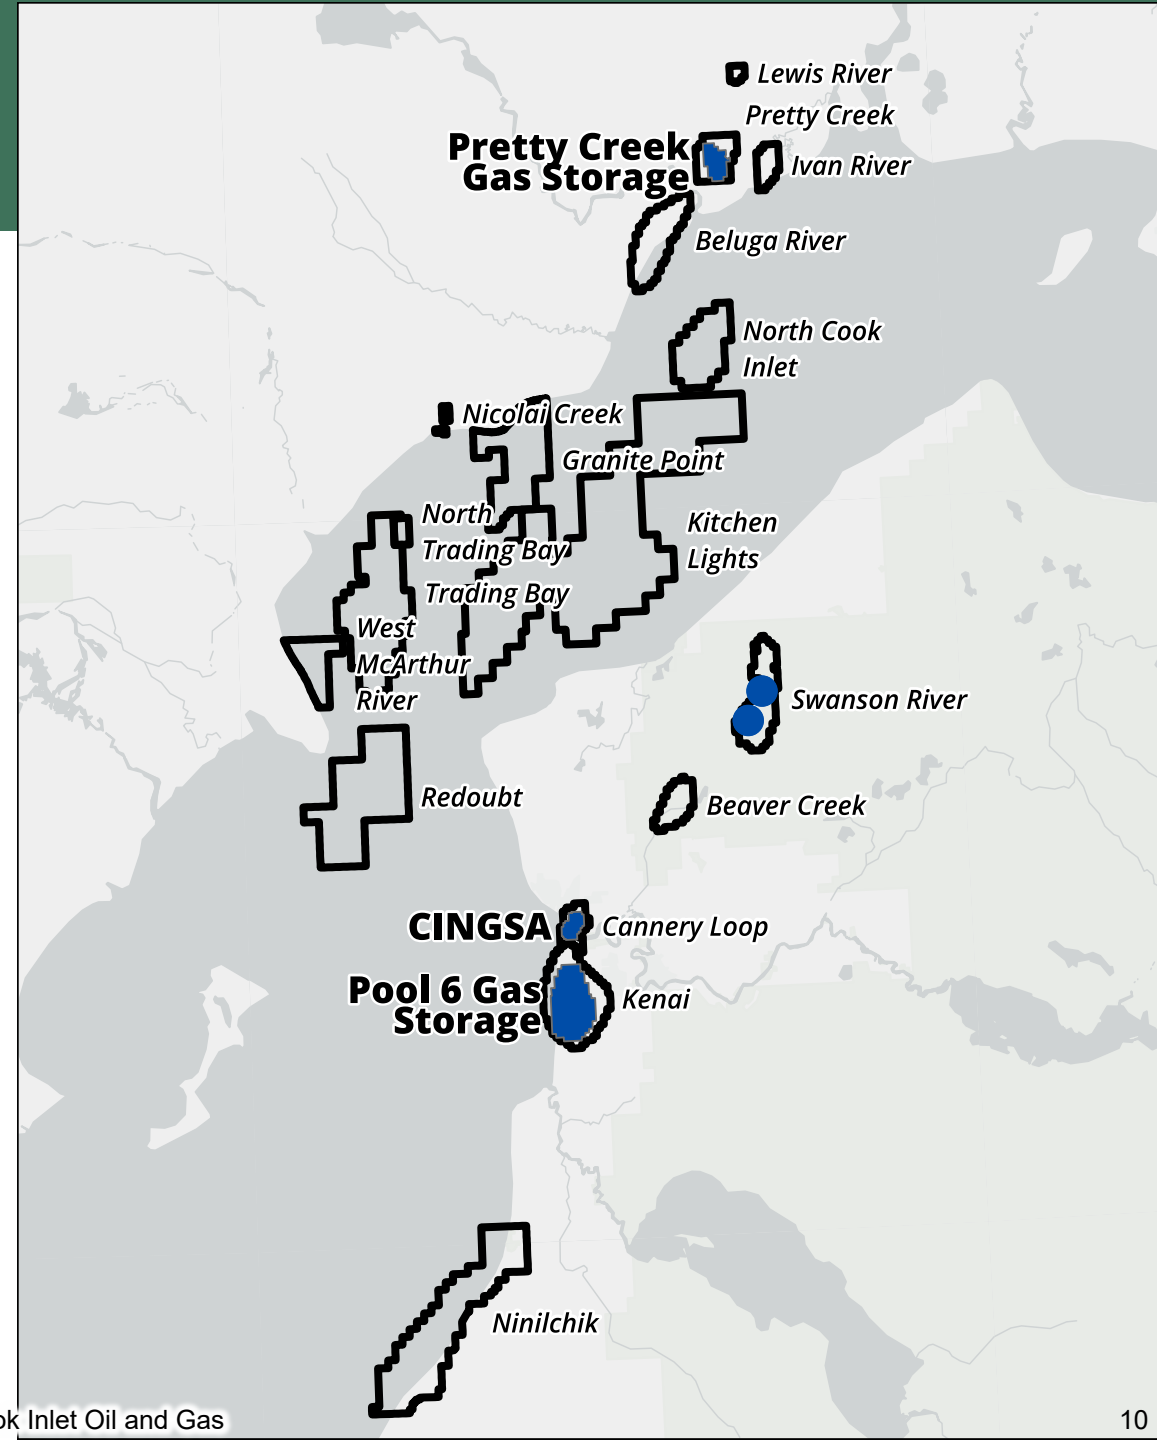 Lewis River
Pretty Creek
Pretty Creek
Gas Storage
Ivan River
Beluga River
North Cook
Inlet
Nicolai Creek
Granite Point
North
Trading Bay
Kitchen
Lights
Trading Bay
West
McArthur
River
Swanson River
Redoubt
Beaver Creek
CINGSA
Cannery Loop
Pool 6 Gas
Storage
Kenai
Ninilchik
ok Inlet Oil and Gas
10